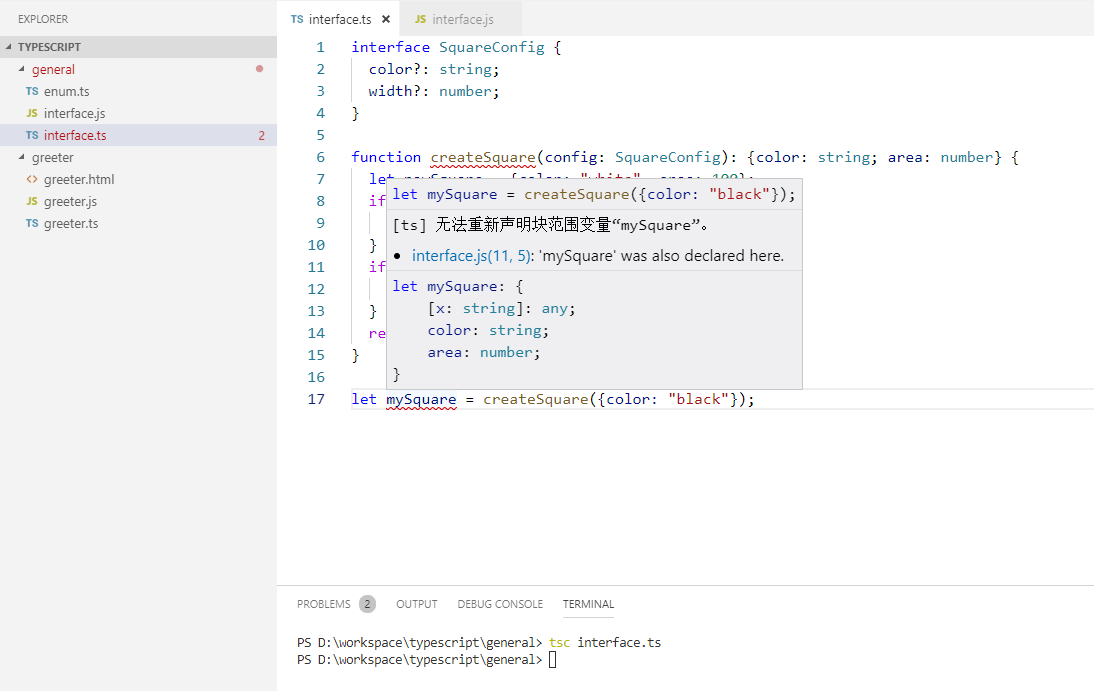 EXPLORER
TYPESCRIPT
general
TS enum.ts
JS interface.js
TS interface.ts 2
greeter
<> greeter.html
JS greeter.js
TS greeter.ts
TS interface.ts ×
JS interface.js
1 interface SquareConfig {
2 color?: string;
3 width?: number;
4 }
5
6 function createSquare(config: SquareConfig): {color: string; area: number} {
7 let newSquare = {color: "white", area: 100};
8 if
9
10 }
11 if
12
13 }
14 re
15 }
16
17 let mySquare = createSquare({color: "black"});
let mySquare = createSquare({color: "black"});
[ts] 无法重新声明块范围变量“mySquare”。
• interface.js(11, 5): 'mySquare' was also declared here.
let mySquare: {
[x: string]: any;
color: string;
area: number;
}
PROBLEMS 2 OUTPUT DEBUG CONSOLE TERMINAL
PS D:\workspace\typescript\general> tsc interface.ts
PS D:\workspace\typescript\general>